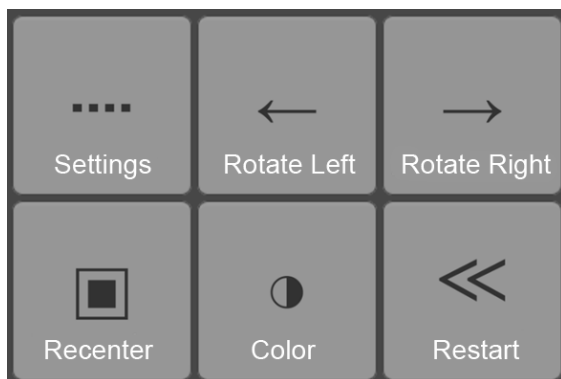 Settings
Rotate Left
Rotate Right
Recenter
Color
Restart